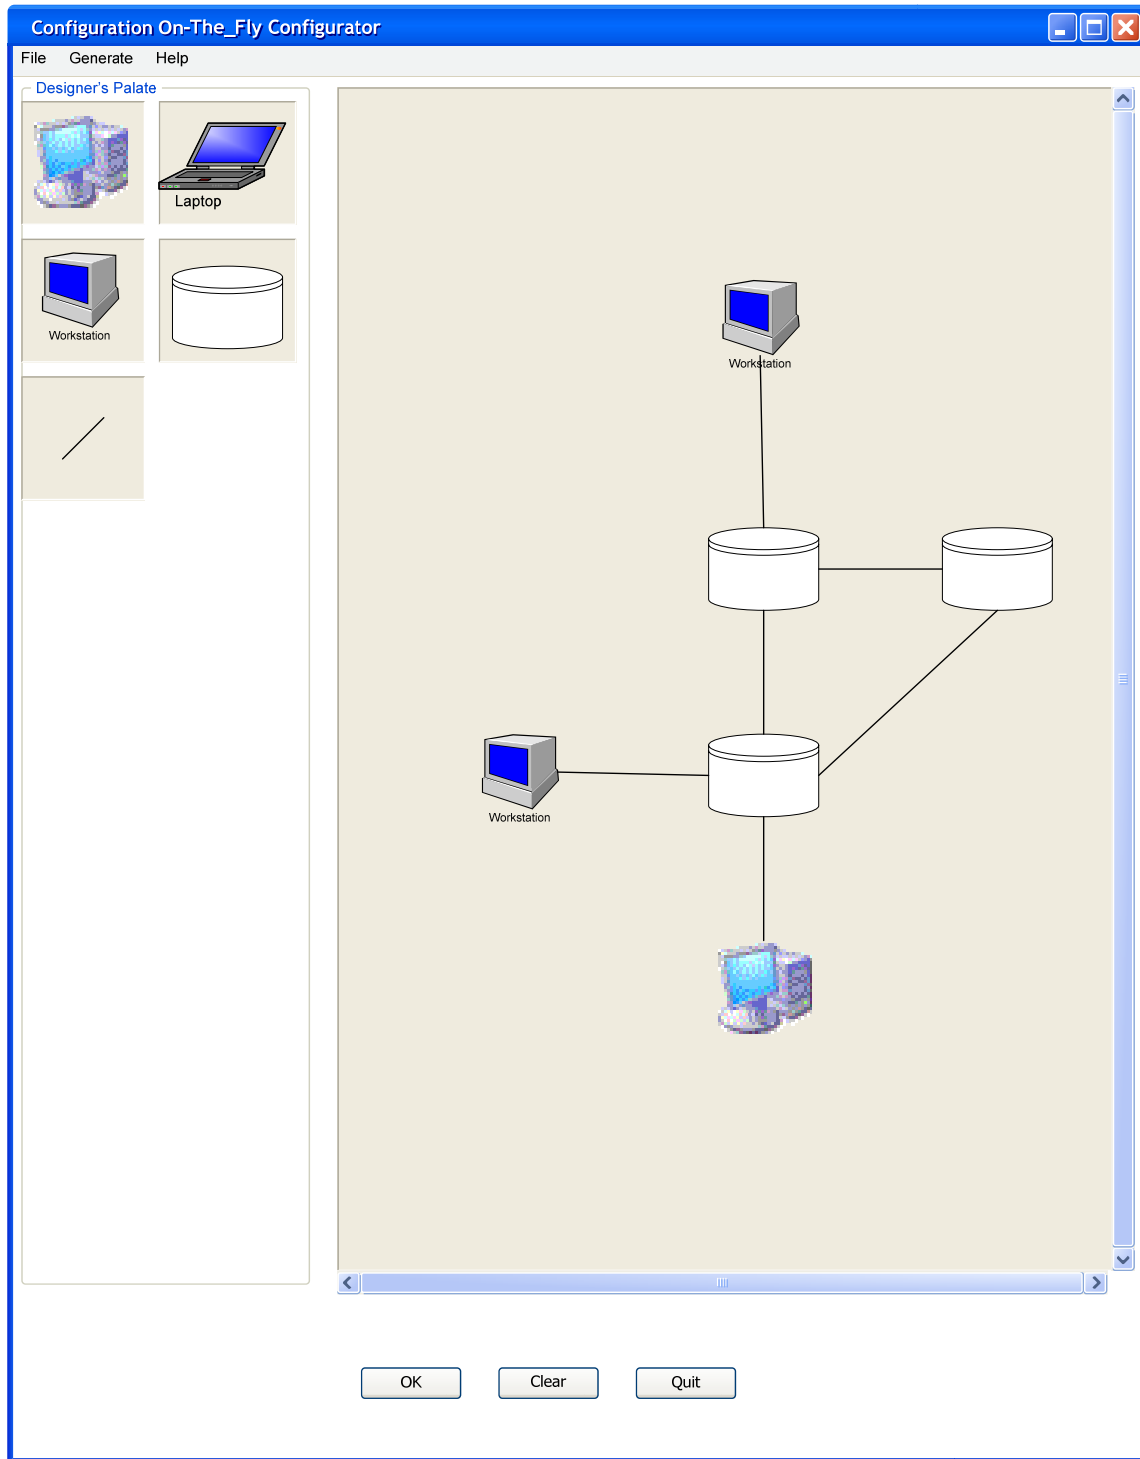 Configuration On-The_Fly Configurator
File Generate Help
Designer's Palate
Laptop
Workstation
Workstation
Workstation
OK Clear Quit